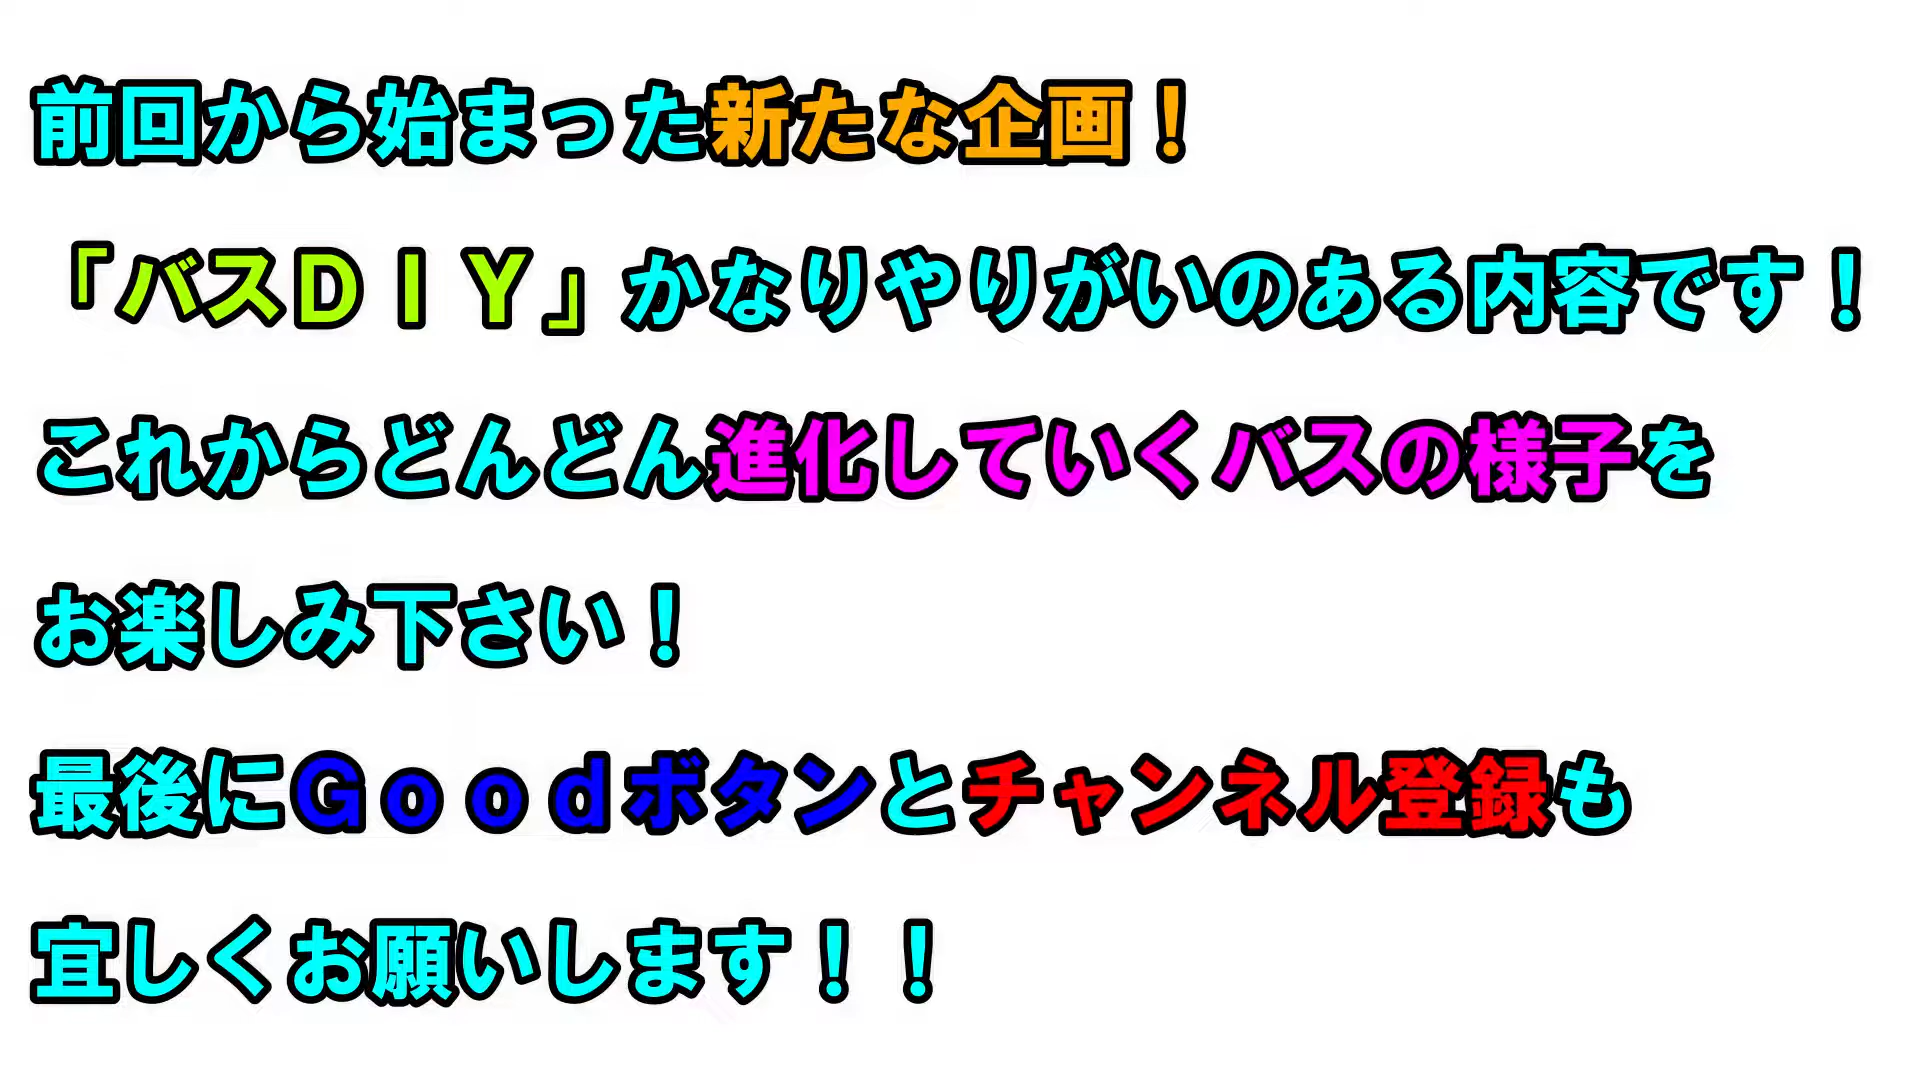 前回から始まった新たな企画！
「バスＤＩＹ」かなりやりがいのある内容です！
これからどんどん進化していくバスの様子を
お楽しみ下さい！
最後にＧｏｏｄボタンとチャンネル登録も
宜しくお願いします！！